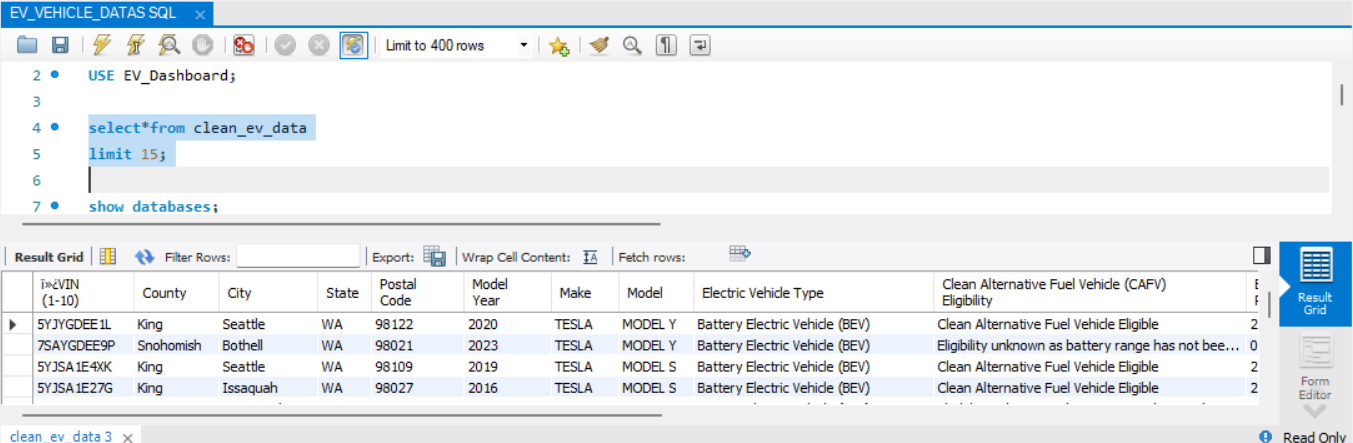 EV_VEHICLE_DATAS SQL ×
Limit to 400 rows
2 USE EV_Dashboard;
3
4 select*from clean_ev_data
5 limit 15;
6
7 show databases;
Result Grid Filter Rows: Export: Wrap Cell Content: IA Fetch rows:
ï»¿VIN (1-10) County City State Postal Code Model Year Make Model Electric Vehicle Type Clean Alternative Fuel Vehicle (CAFV) Eligibility
5YJYGDEE1L King Seattle WA 98122 2020 TESLA MODEL Y Battery Electric Vehicle (BEV) Clean Alternative Fuel Vehicle Eligible 2
7SAYGDEE9P Snohomish Bothell WA 98021 2023 TESLA MODEL Y Battery Electric Vehicle (BEV) Eligibility unknown as battery range has not bee... 0
5YJSA1E4XK King Seattle WA 98109 2019 TESLA MODEL S Battery Electric Vehicle (BEV) Clean Alternative Fuel Vehicle Eligible 2
5YJSA1E27G King Issaquah WA 98027 2016 TESLA MODEL S Battery Electric Vehicle (BEV) Clean Alternative Fuel Vehicle Eligible 2
Result
Grid
Form
Editor
clean_ev_data 3 ×
Read Only